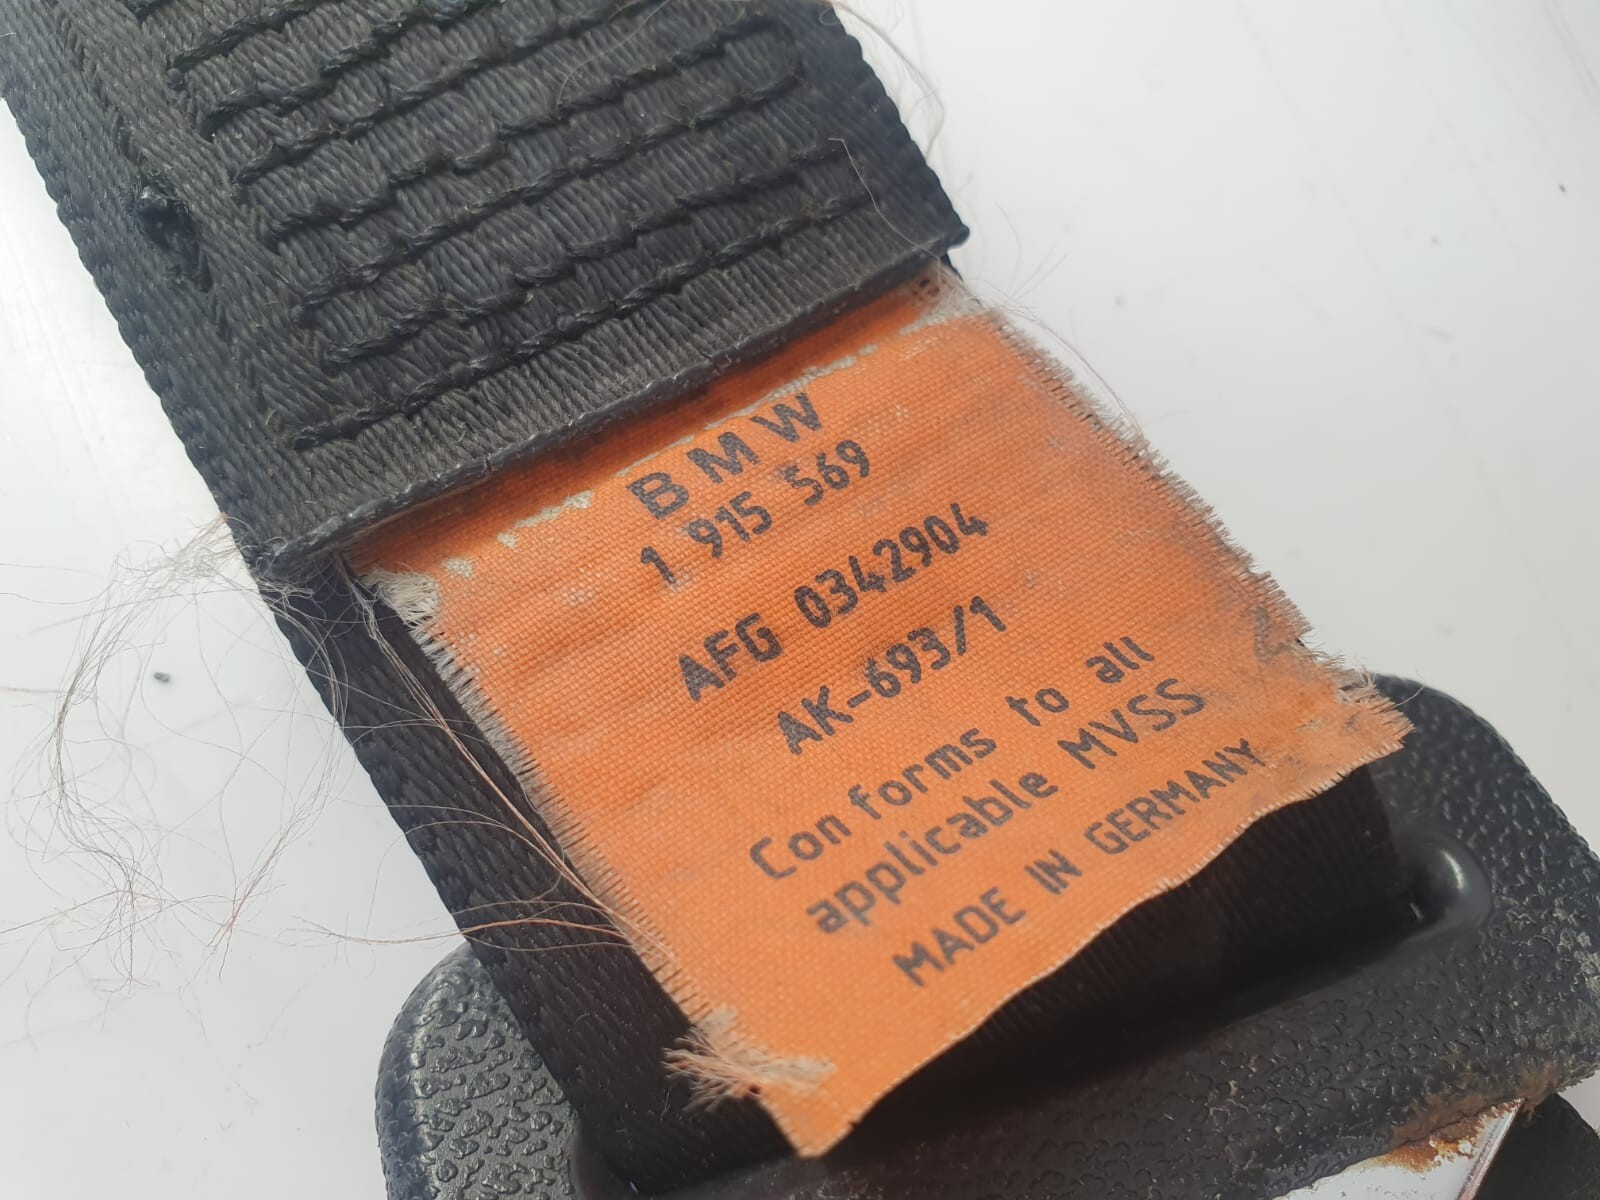 BMW
1 915 569
AFG 0342904
AK-693/1
Conforms to all
applicable MVSS
MADE IN GERMANY